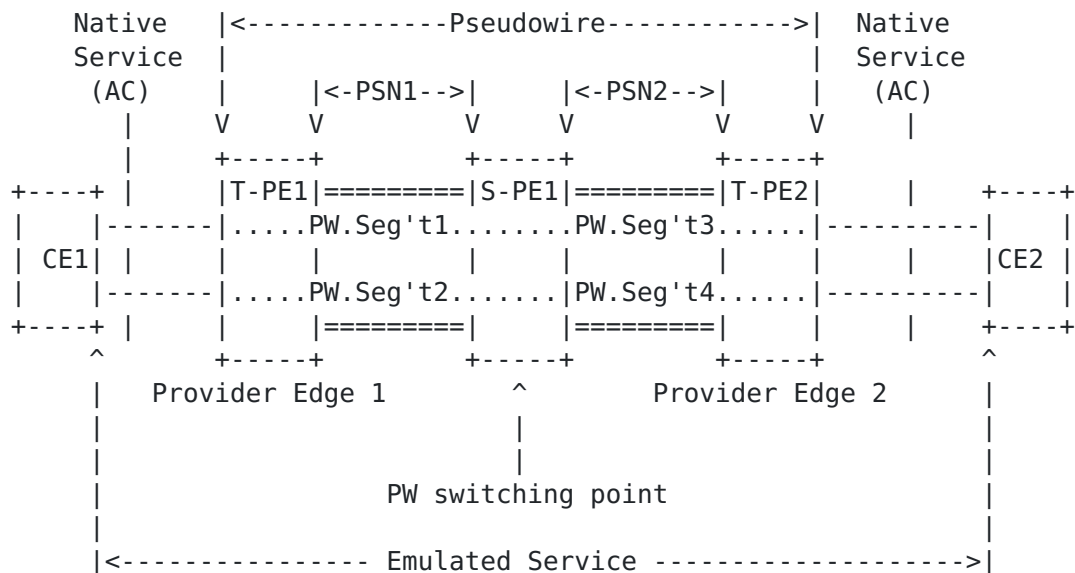 Native |<-------------Pseudowire------------>| Native
Service | | Service
(AC) | |<-PSN1-->| |<-PSN2-->| | (AC)
| V V V V V V |
| +-----+ +-----+ +-----+ |
+----+ | |T-PE1|=========|S-PE1|=========|T-PE2| | +----+
| |-------|.....PW.Seg't1........PW.Seg't3......|----------| |
| CE1| | | | | | | | | |CE2 |
| |-------|.....PW.Seg't2.......|PW.Seg't4......|----------| |
+----+ | | |=========| |=========| | | +----+
^ +-----+ +-----+ +-----+ ^
| Provider Edge 1 ^ Provider Edge 2 |
| | |
| | |
| PW switching point |
| |
|<---------------- Emulated Service -------------------->|